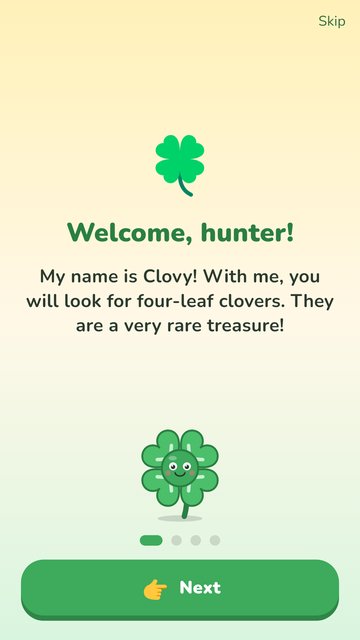 Skip
Welcome, hunter!
My name is Clovy! With me, you
will look for four-leaf clovers. They
are a very rare treasure!
Next